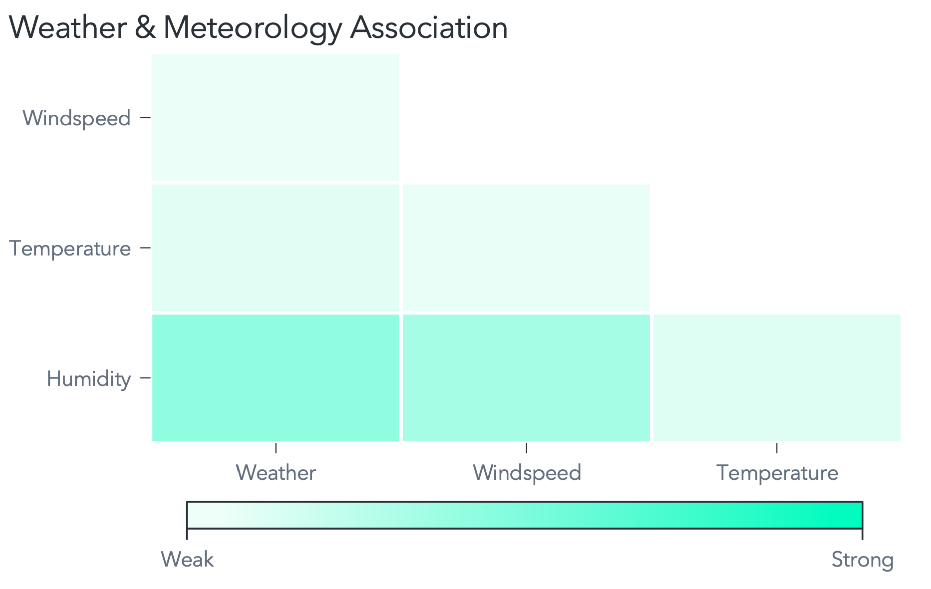 Weather & Meteorology Association
Windspeed
Temperature
Humidity
Weather Windspeed Temperature
Weak Strong